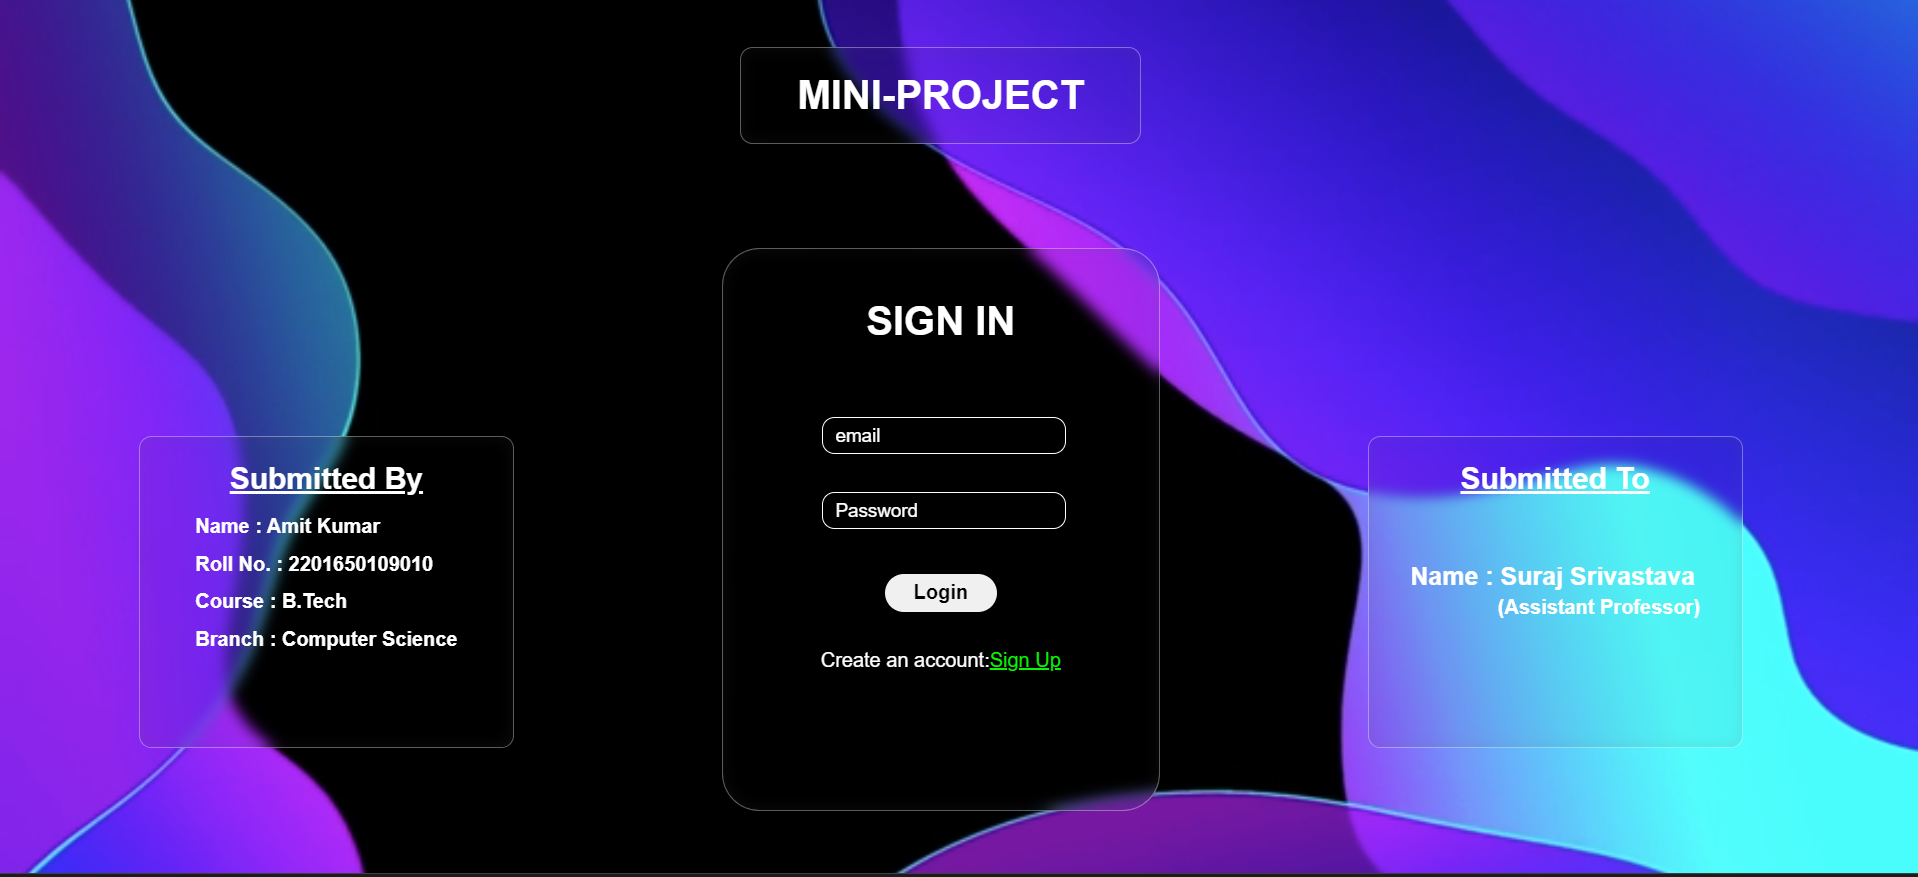 MINI-PROJECT
SIGN IN
email
Password
Login
Create an account:Sign Up
Submitted By
Name : Amit Kumar
Roll No. : 2201650109010
Course : B.Tech
Branch : Computer Science
Submitted To
Name : Suraj Srivastava
(Assistant Professor)